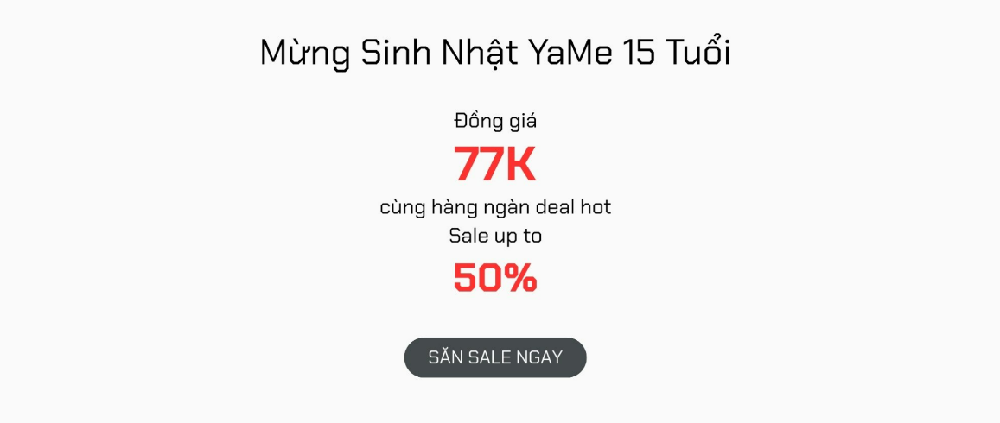 Mừng Sinh Nhật YaMe 15 Tuổi
Đồng giá
77K
cùng hàng ngàn deal hot
Sale up to
50%
SĂN SALE NGAY